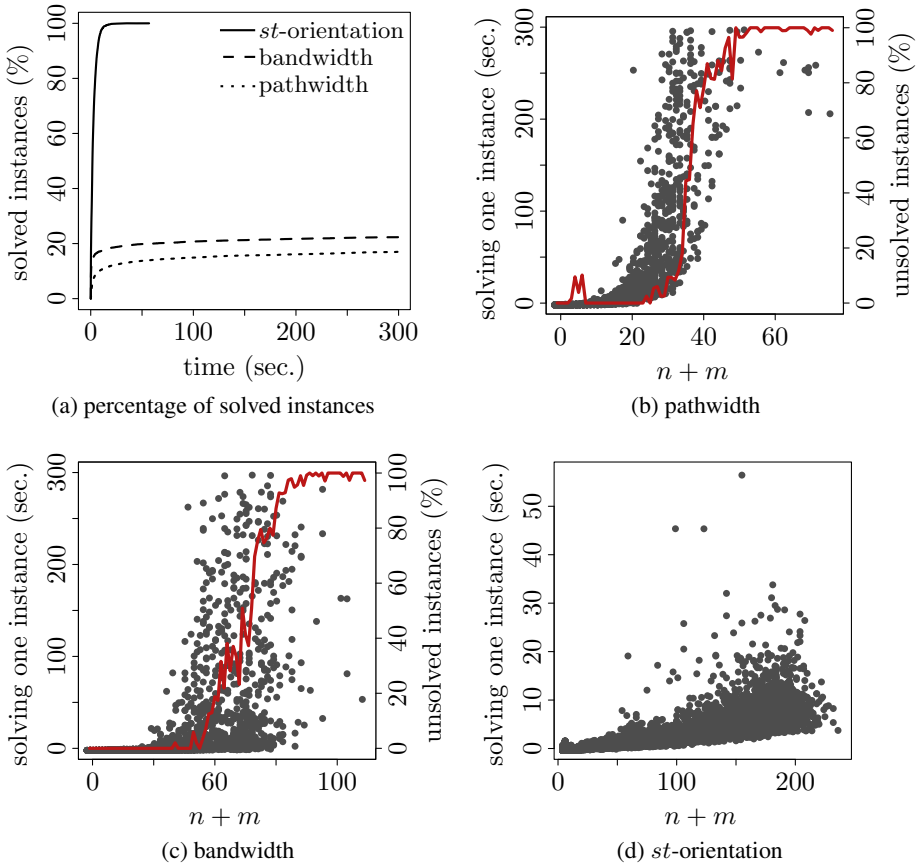 solved instances (%)
100
80
60
40
20
0
st-orientation
bandwidth
pathwidth
0
100
200
300
time (sec.)
(a) percentage of solved instances
solving one instance (sec.)
300
200
100
0
100
80
60
40
20
0
unsolved instances (%)
0
20
40
60
n + m
(b) pathwidth
solving one instance (sec.)
300
200
100
0
100
80
60
40
20
0
unsolved instances (%)
0
60
100
n + m
(c) bandwidth
solving one instance (sec.)
50
40
30
20
10
0
0
100
200
n + m
(d) st-orientation